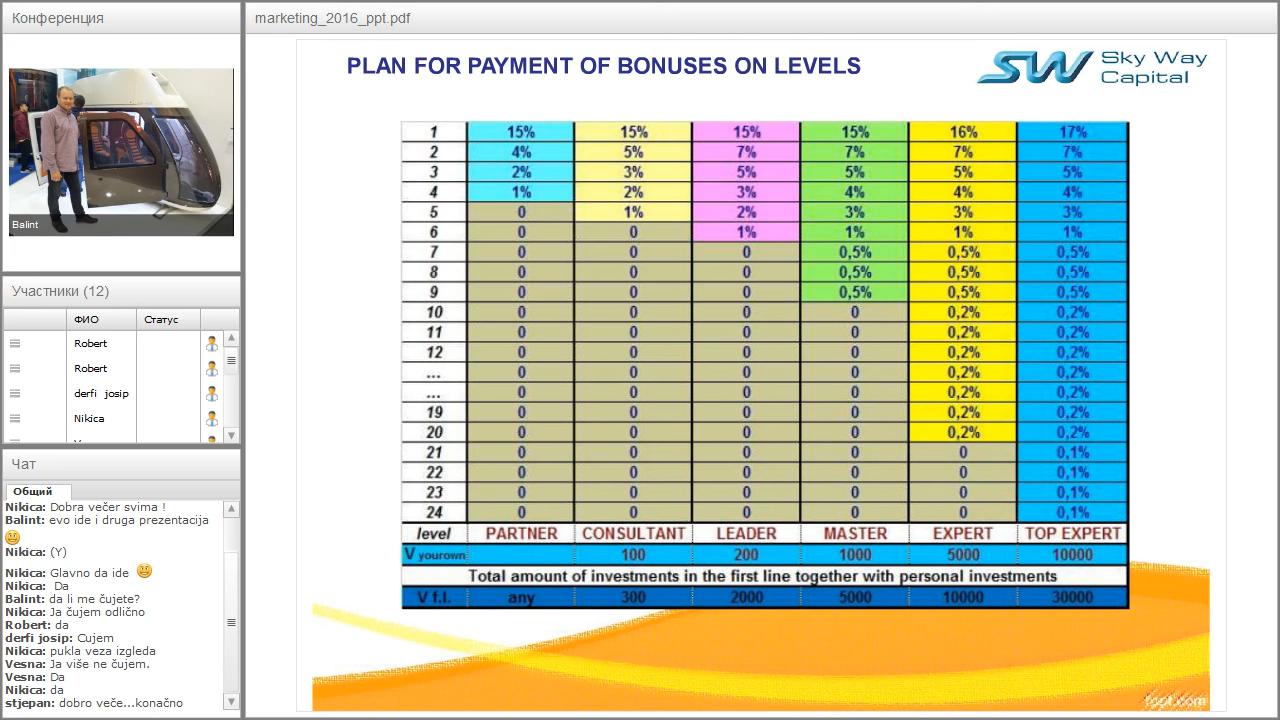 Конференция
Balint
Участники (12)
ФИО Статус
Robert
Robert
derfi josip
Nikica
Чат
Общий
Nikica: Dobra večer svima !
Balint: evo ide i druga prezentacija
Nikica: (Y)
Nikica: Glavno da ide
Nikica: Da
Balint: da li me čujete?
Nikica: Ja čujem odlično
Robert: da
derfi josip: Cujem
Nikica: pukla veza izgleda
Vesna: Ja više ne čujem.
Vesna: Da
Nikica: da
stjepan: dobro veče...konačno
marketing_2016_ppt.pdf
PLAN FOR PAYMENT OF BONUSES ON LEVELS
SW Sky Way
Capital
1 15% 15% 15% 15% 16% 17%
2 4% 5% 7% 7% 7% 7%
3 2% 3% 5% 5% 5% 5%
4 1% 2% 3% 4% 4% 4%
5 0 1% 2% 3% 3% 3%
6 0 0 1% 1% 1% 1%
7 0 0 0 0,5% 0,5% 0,5%
8 0 0 0 0,5% 0,5% 0,5%
9 0 0 0 0,5% 0,5% 0,5%
10 0 0 0 0 0,2% 0,2%
11 0 0 0 0 0,2% 0,2%
12 0 0 0 0 0,2% 0,2%
... 0 0 0 0 0,2% 0,2%
... 0 0 0 0 0,2% 0,2%
19 0 0 0 0 0,2% 0,2%
20 0 0 0 0 0,2% 0,2%
21 0 0 0 0 0 0,1%
22 0 0 0 0 0 0,1%
23 0 0 0 0 0 0,1%
24 0 0 0 0 0 0,1%
level PARTNER CONSULTANT LEADER MASTER EXPERT TOP EXPERT
V yourown 100 200 1000 5000 10000
Total amount of investments in the first line together with personal investments
V f.l. any 300 2000 5000 10000 30000
fppt.com